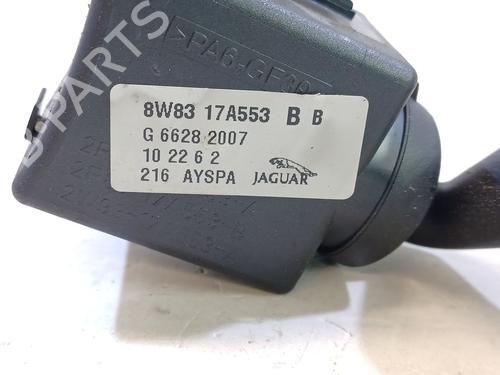 B-PARTS
>PA6-GF30
8W83 17A553 B B
G 6628 2007
10 22 6 2
216 AYSPA JAGUAR